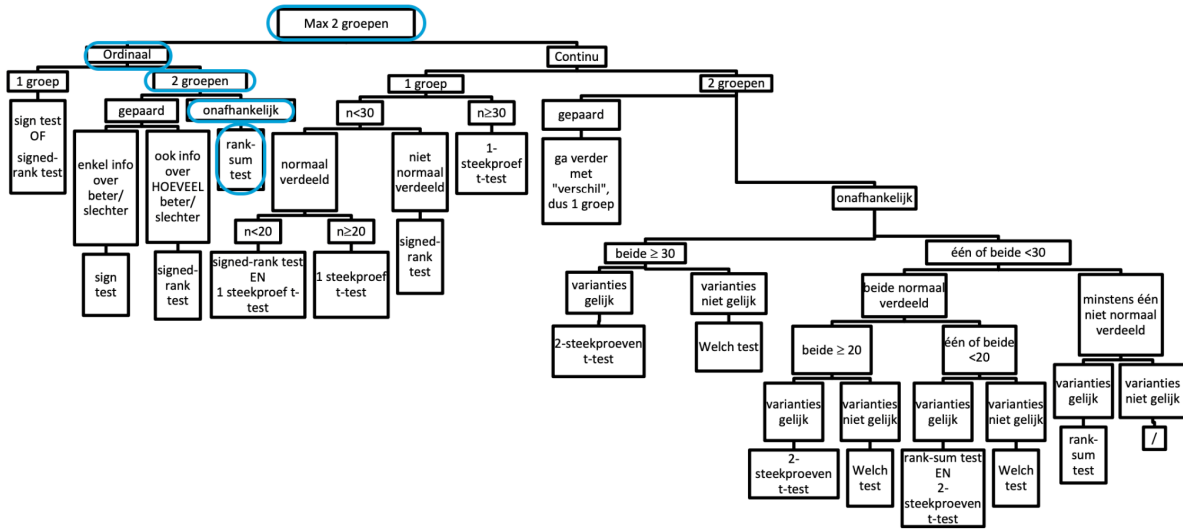 Max 2 groepen
Ordinaal
Continu
1 groep
2 groepen
1 groep
2 groepen
sign test
OF
signed-
rank test
gepaard
onafhankelijk
n<30
n≥30
gepaard
enkel info
over
beter/
slechter
ook info
over
HOEVEEL
beter/
slechter
rank-
sum
test
normaal
verdeeld
niet
normaal
verdeeld
1-
steekproef
t-test
ga verder
met
"verschil",
dus 1 groep
onafhankelijk
sign
test
signed-
rank
test
n<20
n≥20
signed-
rank
test
signed-rank test
EN
1 steekproef t-
test
1 steekproef
t-test
beide ≥ 30
één of beide <30
varianties
gelijk
varianties
niet gelijk
beide normaal
verdeeld
minstens één
niet normaal
verdeeld
2-steekproeven
t-test
Welch test
beide ≥ 20
één of beide
<20
varianties
gelijk
varianties
niet gelijk
varianties
gelijk
varianties
niet gelijk
varianties
gelijk
varianties
niet gelijk
2-
steekproeven
t-test
Welch
test
rank-sum test
EN
2-
steekproeven
t-test
Welch
test
rank-
sum
test
/